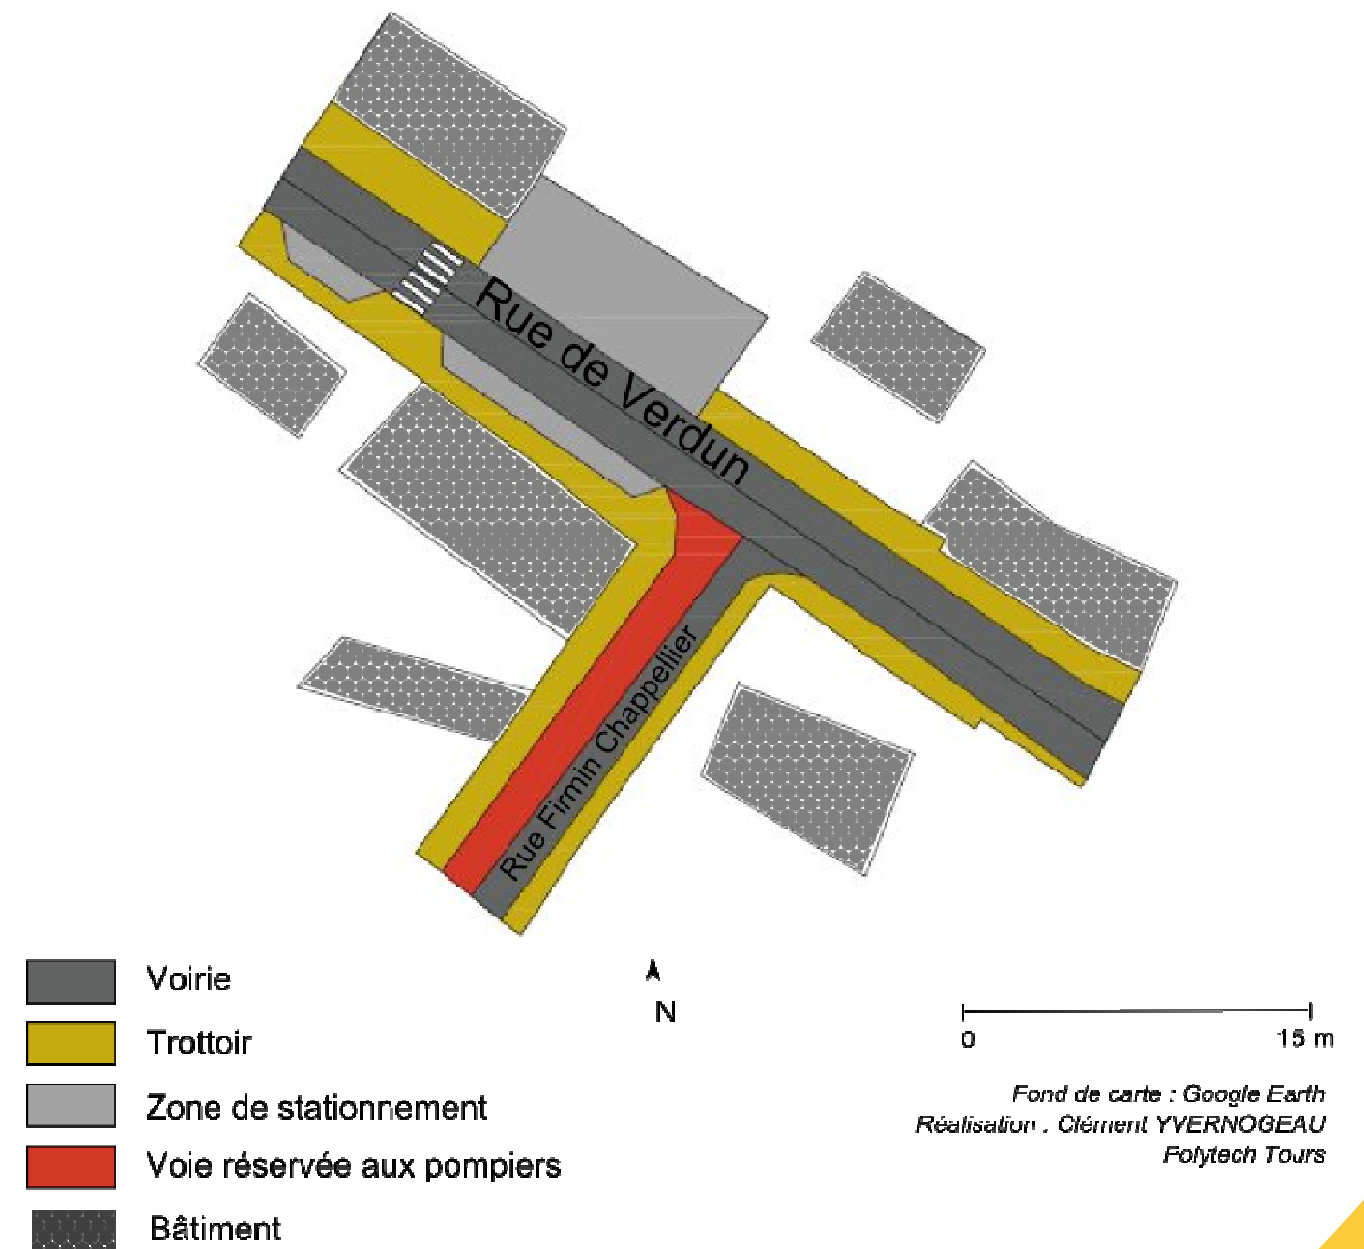 Rue de Verdun
Rue Firmin Chappellier
Voirie
Trottoir
Zone de stationnement
Voie réservée aux pompiers
Bâtiment
N
0 15 m
Fond de carte : Google Earth
Réalisation : Clément YVERNOGEAU
Polytech Tours